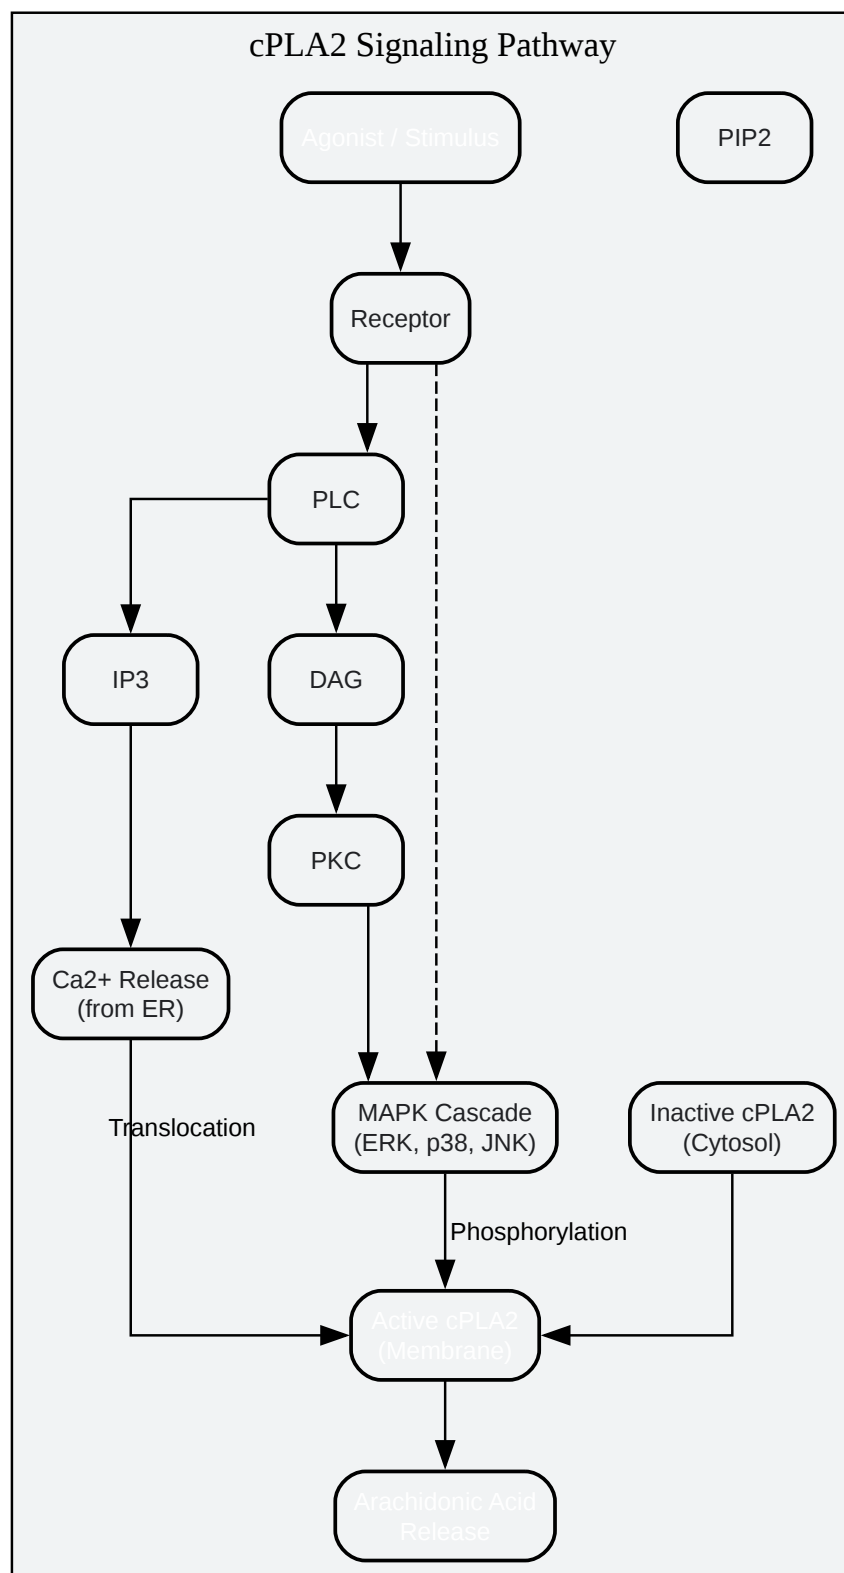 cPLA2 Signaling Pathway
Agonist / Stimulus
PIP2
Receptor
PLC
IP3
DAG
PKC
Ca2+ Release
(from ER)
Translocation
MAPK Cascade
(ERK, p38, JNK)
Inactive cPLA2
(Cytosol)
Phosphorylation
Active cPLA2
(Membrane)
Arachidonic Acid
Release